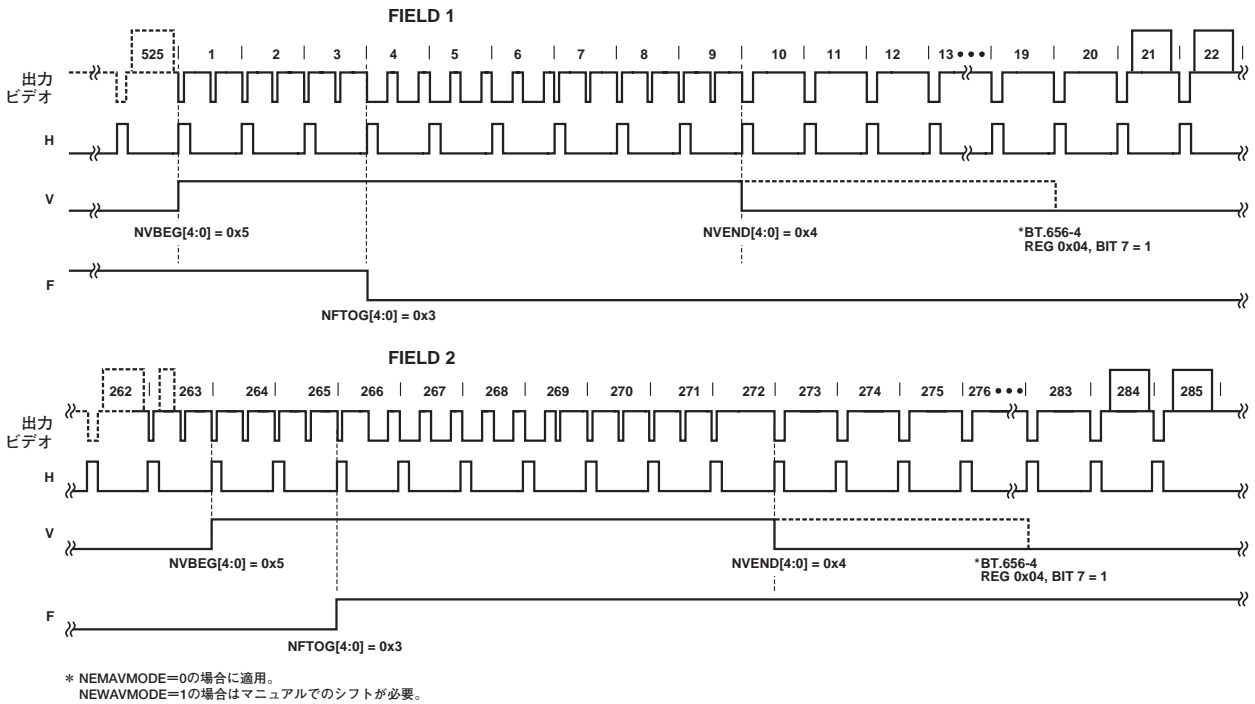 FIELD 1
525 1 2 3 4 5 6 7 8 9 10 11 12 13 ••• 19 20 21 22
出力
ビデオ
H
V
NVBEG[4:0] = 0x5 NVEND[4:0] = 0x4 *BT.656-4
REG 0x04, BIT 7 = 1
F
NFTOG[4:0] = 0x3
FIELD 2
262 263 264 265 266 267 268 269 270 271 272 273 274 275 276 ••• 283 284 285
出力
ビデオ
H
V
NVBEG[4:0] = 0x5 NVEND[4:0] = 0x4 *BT.656-4
REG 0x04, BIT 7 = 1
F
NFTOG[4:0] = 0x3
* NEMAVMODE=0の場合に適用。
NEWAVMODE=1の場合はマニュアルでのシフトが必要。